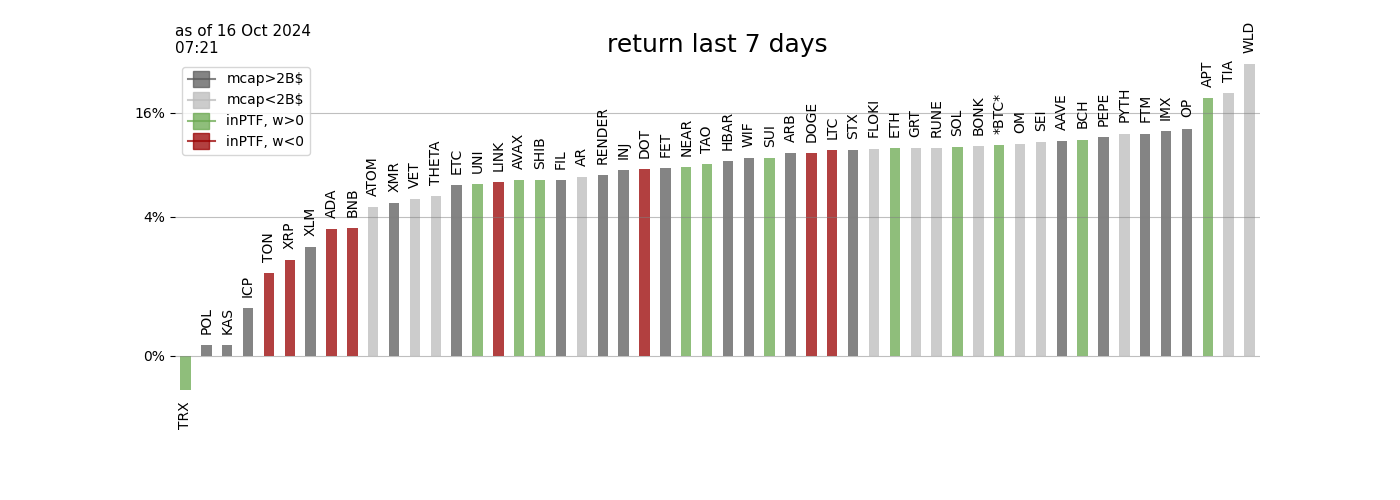 as of 16 Oct 2024
07:21
return last 7 days
mcap>2B$
mcap<2B$
inPTF, w>0
inPTF, w<0
16%
4%
0%
TRX
POL
KAS
ICP
TON
XRP
XLM
ADA
BNB
ATOM
XMR
VET
THETA
ETC
UNI
LINK
AVAX
SHIB
FIL
AR
RENDER
INJ
DOT
FET
NEAR
TAO
HBAR
WIF
SUI
ARB
DOGE
LTC
STX
FLOKI
ETH
GRT
RUNE
SOL
BONK
*BTC*
OM
SEI
AAVE
BCH
PEPE
PYTH
FTM
IMX
OP
APT
TIA
WLD